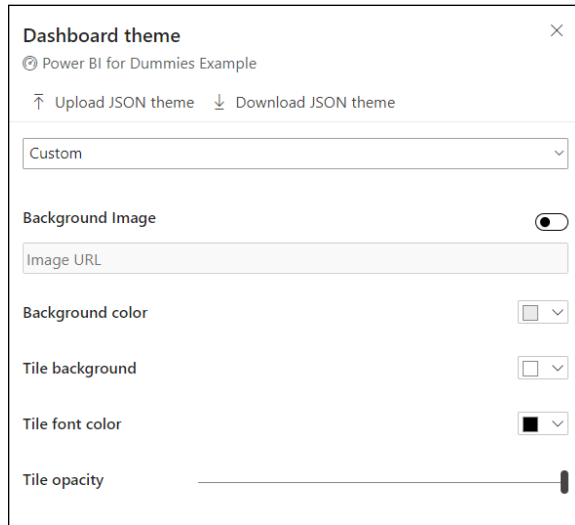 Dashboard theme
Power BI for Dummies Example
Upload JSON theme Download JSON theme
Custom
Background Image
Image URL
Background color
Tile background
Tile font color
Tile opacity